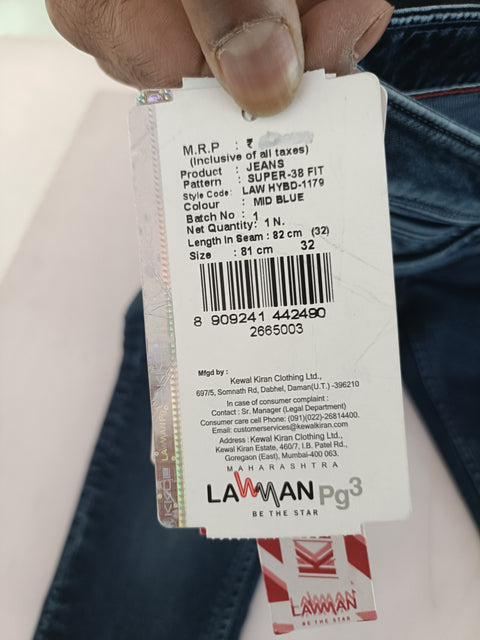 M.R.P : ₹
(Inclusive of all taxes)
Product : JEANS
Pattern : SUPER-38 FIT
Style Code: LAW HYBD-1179
Colour : MID BLUE
Batch No : 1
Net Quantity: 1 N.
Length In Seam : 82 cm (32)
Size : 81 cm 32
8 909241 442490
2665003
Mfgd by :
Kewal Kiran Clothing Ltd.,
697/5, Somnath Rd, Dabhel, Daman(U.T.) -396210
In case of consumer complaint :
Contact : Sr. Manager (Legal Department)
Consumer care cell Phone: (091)(022)-26814400.
Email: customerservices@kewalkiran.com
Address : Kewal Kiran Clothing Ltd.,
Kewal Kiran Estate, 460/7, I.B. Patel Rd.,
Goregaon (East), Mumbai-400 063.
MAHARASHTRA
LAWMAN Pg3
BE THE STAR
LAWMAN
BE THE STAR